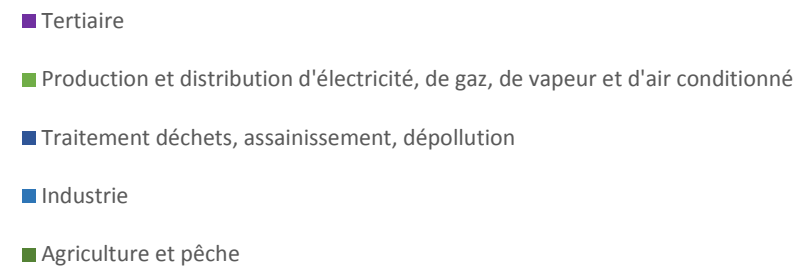 Tertiaire
Production et distribution d'électricité, de gaz, de vapeur et d'air conditionné
Traitement déchets, assainissement, dépollution
Industrie
Agriculture et pêche